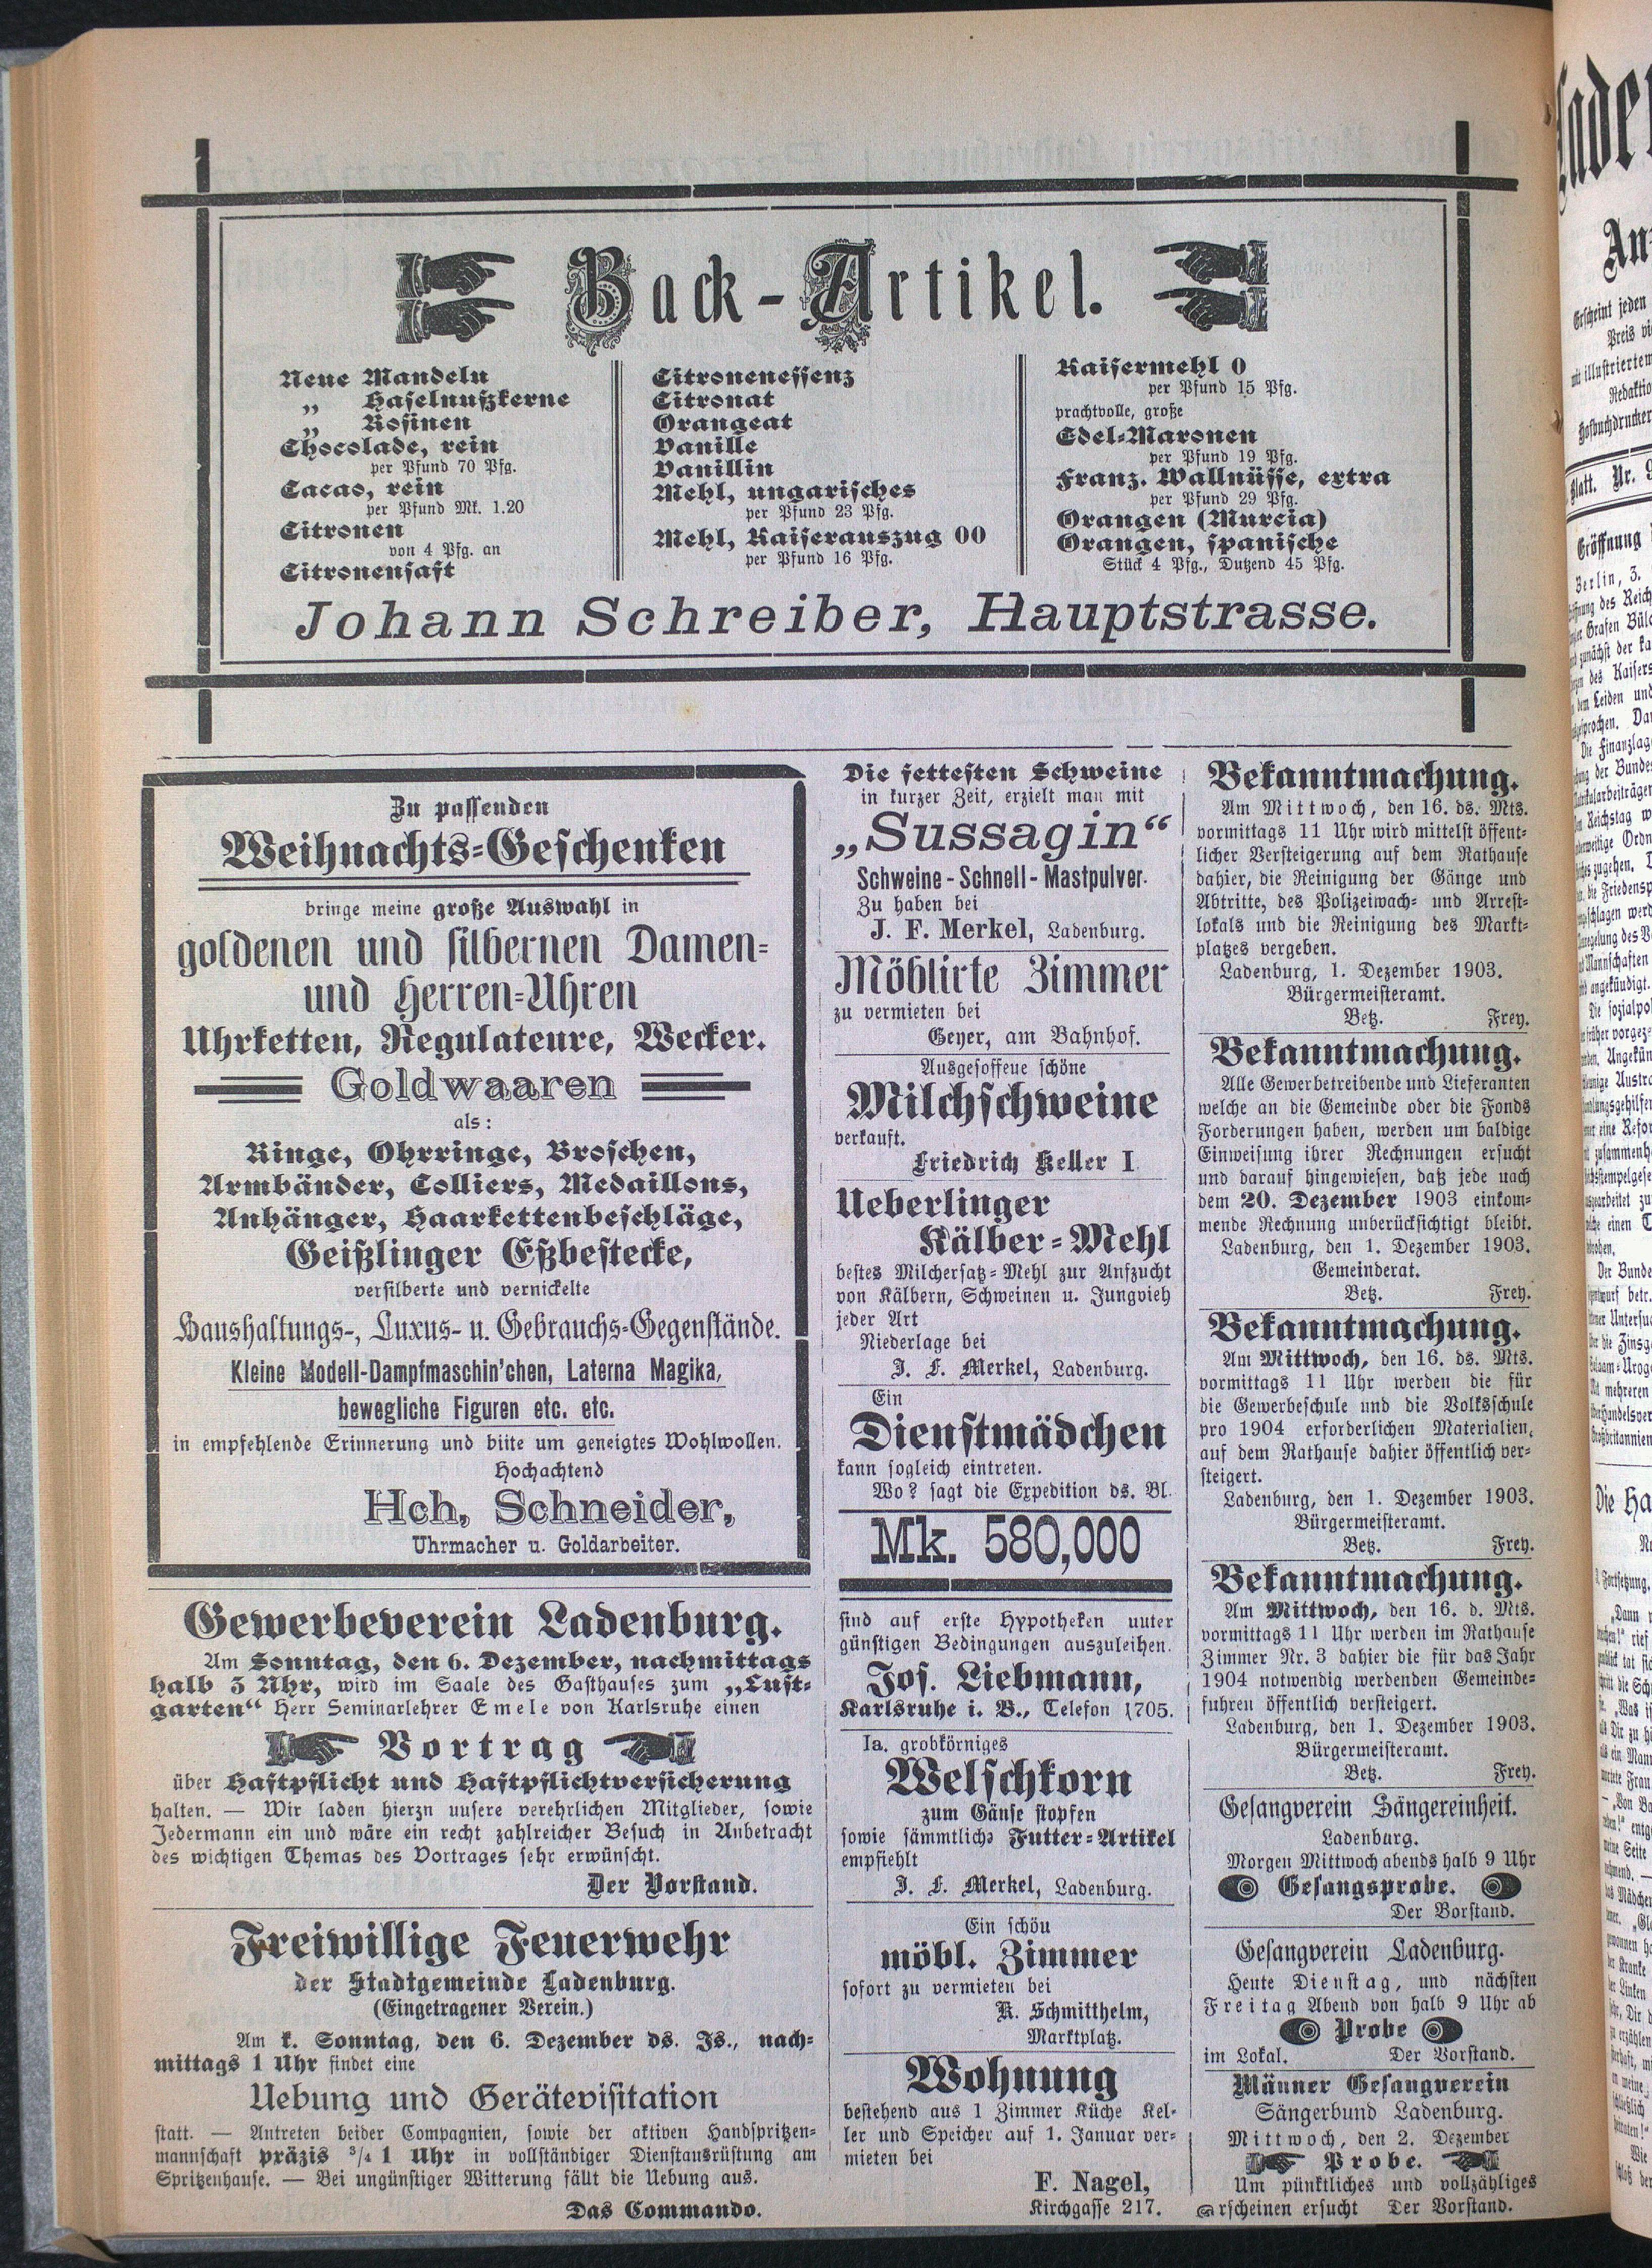 Back-Artikel.
Neue Mandeln
„ Haselnußkerne
„ Rosinen
Chocolade, rein
per Pfund 70 Pfg.
Cacao, rein
per Pfund Mk. 1.20
Citronen
von 4 Pfg. an
Citronensaft
Citronenessenz
Citronat
Orangeat
Vanille
Vanillin
Mehl, ungarisches
per Pfund 23 Pfg.
Mehl, Kaiserauszug 00
per Pfund 16 Pfg.
Kaisermehl 0
per Pfund 15 Pfg.
prachtvolle, große
Edel-Maronen
per Pfund 19 Pfg.
Franz. Wallnüsse, extra
per Pfund 29 Pfg.
Orangen (Murcia)
Orangen, spanische
Stück 4 Pfg., Dutzend 45 Pfg.
Johann Schreiber, Hauptstrasse.
Zu passenden
Weihnachts-Geschenken
bringe meine große Auswahl in
goldenen und silbernen Damen-
und Herren-Uhren
Uhrketten, Regulateure, Wecker.
Goldwaaren
als:
Ringe, Ohrringe, Broschen,
Armbänder, Colliers, Medaillons,
Anhänger, Haarkettenbeschläge,
Geißlinger Eßbestecke,
versilberte und vernickelte
Haushaltungs-, Luxus- u. Gebrauchs-Gegenstände.
Kleine Modell-Dampfmaschin'chen, Laterna Magika,
bewegliche Figuren etc. etc.
in empfehlende Erinnerung und biite um geneigtes Wohlwollen.
Hochachtend
Hch. Schneider,
Uhrmacher u. Goldarbeiter.
Gewerbeverein Ladenburg.
Am Sonntag, den 6. Dezember, nachmittags
halb 3 Uhr, wird im Saale des Gasthauses zum „Lust-
garten“ Herr Seminarlehrer Emele von Karlsruhe einen
Vortrag
über Haftpflicht und Haftpflichtversicherung
halten. — Wir laden hierzn unsere verehrlichen Mitglieder, sowie
Jedermann ein und wäre ein recht zahlreicher Besuch in Anbetracht
des wichtigen Themas des Vortrages sehr erwünscht.
Der Vorstand.
Freiwillige Feuerwehr
der Stadtgemeinde Ladenburg.
(Eingetragener Verein.)
Am k. Sonntag, den 6. Dezember ds. Js., nach-
mittags 1 Uhr findet eine
Uebung und Gerätevisitation
statt. — Antreten beider Compagnien, sowie der aktiven Handspritzen-
mannschaft präzis 3/4 1 Uhr in vollständiger Dienstausrüstung am
Spritzenhause. — Bei ungünstiger Witterung fällt die Uebung aus.
Das Commando.
Die fettesten Schweine
in kurzer Zeit, erzielt man mit
„Sussagin“
Schweine-Schnell-Mastpulver.
Zu haben bei
J. F. Merkel, Ladenburg.
Möblirte Zimmer
zu vermieten bei
Geyer, am Bahnhof.
Ausgesoffene schöne
Milchschweine
verkauft.
Friedrich Keller I
Ueberlinger
Kälber-Mehl
bestes Milchersatz-Mehl zur Aufzucht
von Kälbern, Schweinen u. Jungvieh
jeder Art
Niederlage bei
J. F. Merkel, Ladenburg.
Ein
Dienstmädchen
kann sogleich eintreten.
Wo? sagt die Expedition ds. Bl.
Mk. 580,000
sind auf erste Hypotheken unter
günstigen Bedingungen auszuleihen.
Jos. Liebmann,
Karlsruhe i. B., Telefon 1705.
Ia. grobkörniges
Welschkorn
zum Gänse stopfen
sowie sämmtliche Futter-Artikel
empfiehlt
J. F. Merkel, Ladenburg.
Ein schön
möbl. Zimmer
sofort zu vermieten bei
K. Schmitthelm,
Marktplatz.
Wohnung
bestehend aus 1 Zimmer Küche Kel-
ler und Speicher auf 1. Januar ver-
mieten bei
F. Nagel,
Kirchgasse 217.
Bekanntmachung.
Am Mittwoch, den 16. ds. Mts.
vormittags 11 Uhr wird mittelst öffent-
licher Versteigerung auf dem Rathause
dahier, die Reinigung der Gänge und
Abtritte, des Polizeiwach- und Arrest-
lokals und die Reinigung des Markt-
platzes vergeben.
Ladenburg, 1. Dezember 1903.
Bürgermeisteramt.
Betz. Frey.
Bekanntmachung.
Alle Gewerbetreibende und Lieferanten
welche an die Gemeinde oder die Fonds
Forderungen haben, werden um baldige
Einweisung ihrer Rechnungen ersucht
und darauf hingewiesen, daß jede nach
dem 20. Dezember 1903 einkom-
mende Rechnung unberücksichtigt bleibt.
Ladenburg, den 1. Dezember 1903.
Gemeinderat.
Betz. Frey.
Bekanntmachung.
Am Mittwoch, den 16. ds. Mts.
vormittags 11 Uhr werden die für
die Gewerbeschule und die Volksschule
pro 1904 erforderlichen Materialien,
auf dem Rathause dahier öffentlich ver-
steigert.
Ladenburg, den 1. Dezember 1903.
Bürgermeisteramt.
Betz. Frey.
Bekanntmachung.
Am Mittwoch, den 16. d. Mts.
vormittags 11 Uhr werden im Rathause
Zimmer Nr. 3 dahier die für das Jahr
1904 notwendig werdenden Gemeinde-
fuhren öffentlich versteigert.
Ladenburg, den 1. Dezember 1903.
Bürgermeisteramt.
Betz. Frey.
Gesangverein Sängereinheit.
Ladenburg.
Morgen Mittwoch abends halb 9 Uhr
Gesangsprobe.
Der Vorstand.
Gesangverein Ladenburg.
Heute Dienstag, und nächsten
Freitag Abend von halb 9 Uhr ab
Probe
im Lokal. Der Vorstand.
Männer Gesangverein
Sängerbund Ladenburg.
Mittwoch, den 2. Dezember
Probe.
Um pünktliches und vollzähliges
Erscheinen ersucht Der Vorstand.